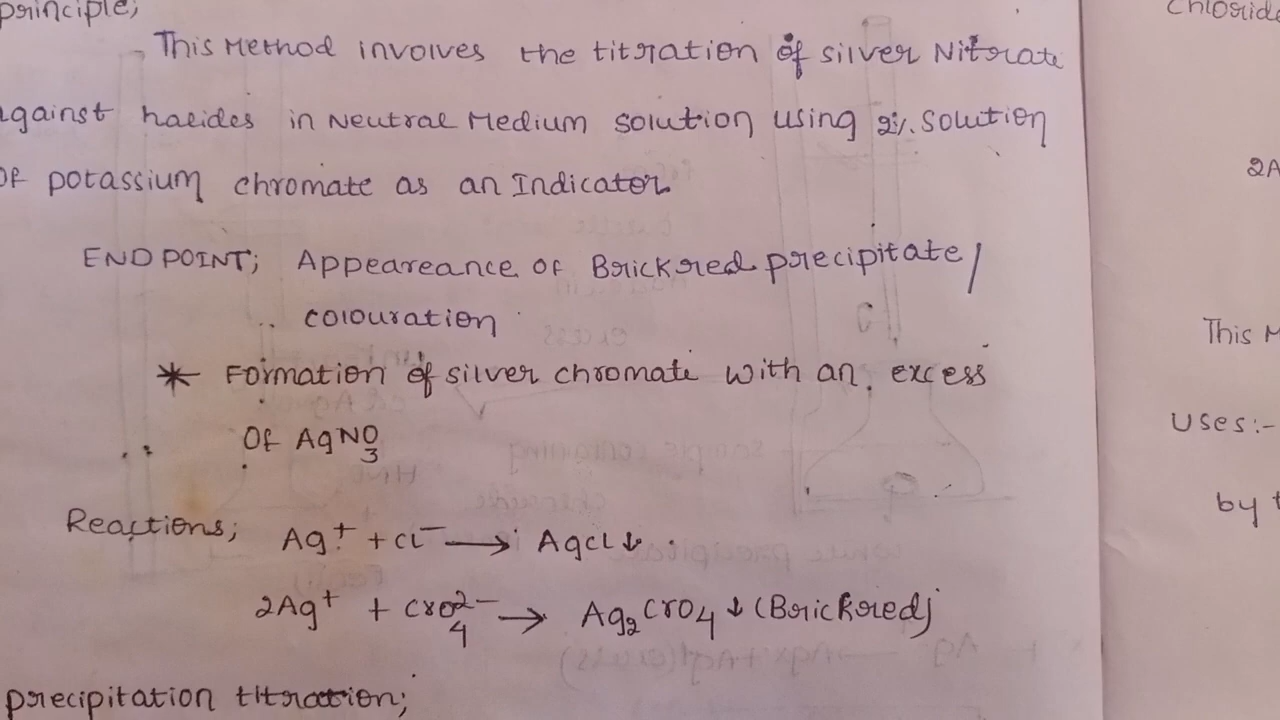 principle;
This Method involves the titration of silver Nitrate
against halides in Neutral Medium solution using 2%. solution
Of potassium chromate as an Indicator
END POINT; Appeareance of Brickred precipitate/
colouration
* Formation of silver chromate with an excess
Of AgNO3
Reactions; Ag+ + Cl- → AgCl↓.
2Ag+ + CrO4 2- → Ag2CrO4 ↓ (Brickred)
precipitation titration;
chloride
2A
This M
Uses:-
by t